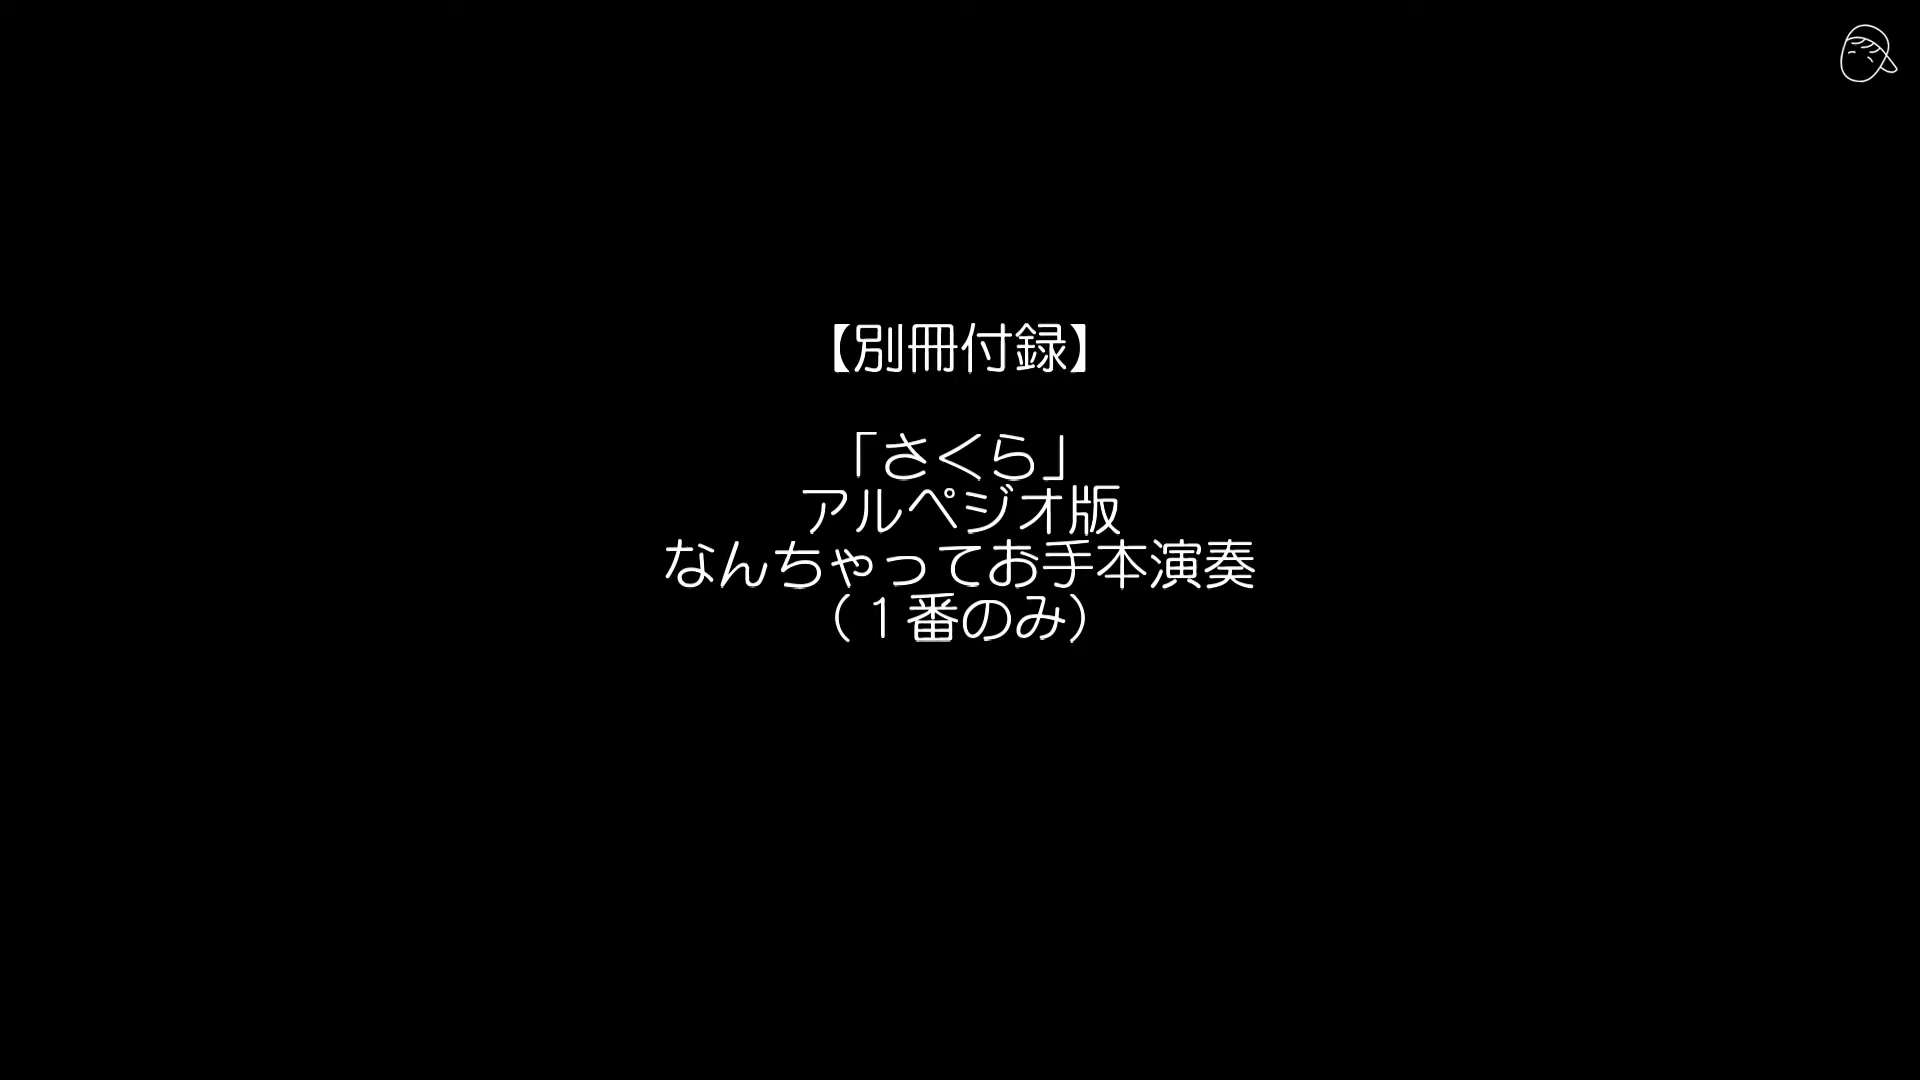 【別冊付録】
「さくら」
アルペジオ版
なんちゃってお手本演奏
（１番のみ）